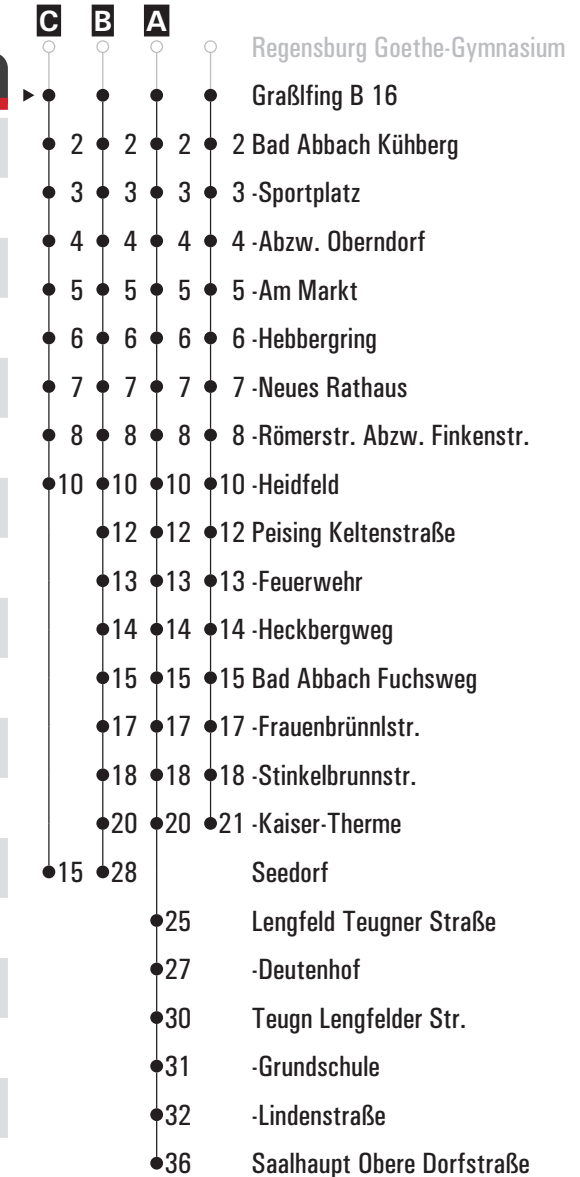 C B A
Regensburg Goethe-Gymnasium
Graßlfing B 16
2 2 2 2 Bad Abbach Kühberg
3 3 3 3 -Sportplatz
4 4 4 4 -Abzw. Oberndorf
5 5 5 5 -Am Markt
6 6 6 6 -Hebbergring
7 7 7 7 -Neues Rathaus
8 8 8 8 -Römerstr. Abzw. Finkenstr.
10 10 10 10 -Heidfeld
12 12 12 Peising Keltenstraße
13 13 13 -Feuerwehr
14 14 14 -Heckbergweg
15 15 15 Bad Abbach Fuchsweg
17 17 17 -Frauenbrünnlstr.
18 18 18 -Stinkelbrunnstr.
20 20 21 -Kaiser-Therme
15 28 Seedorf
25 Lengfeld Teugner Straße
27 -Deutenhof
30 Teugn Lengfelder Str.
31 -Grundschule
32 -Lindenstraße
36 Saalhaupt Obere Dorfstraße